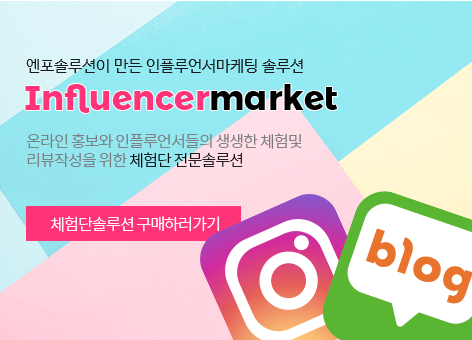 엔포솔루션이 만든 인플루언서마케팅 솔루션
Influencermarket
온라인 홍보와 인플루언서들의 생생한 체험및
리뷰작성을 위한 체험단 전문솔루션
체험단솔루션 구매하러가기
blog